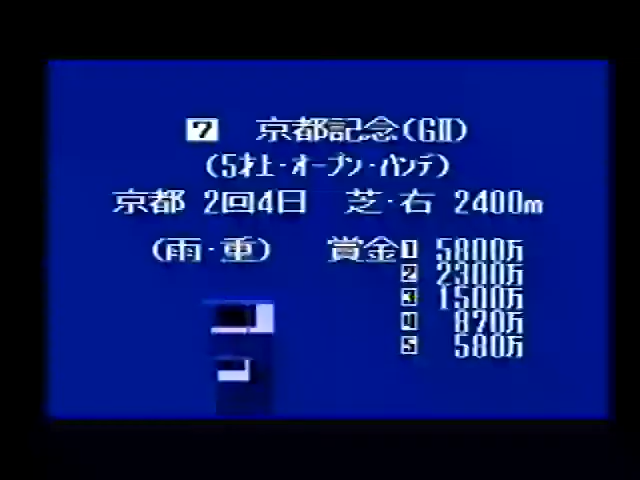 7 京都記念(GII)
(5才上・オープン・ハンデ)
京都 2回4日 芝・右 2400m
(雨・重) 賞金1 5800万
2 2300万
3 1500万
4 870万
5 580万